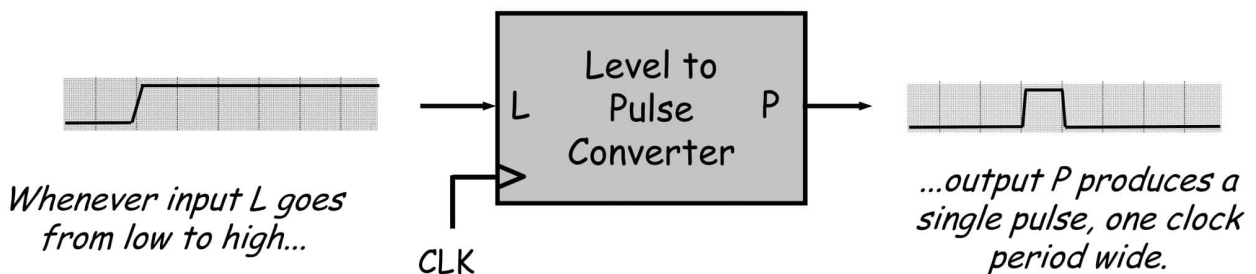 Whenever input L goes
from low to high...
L
Level to
Pulse
Converter
P
CLK
...output P produces a
single pulse, one clock
period wide.